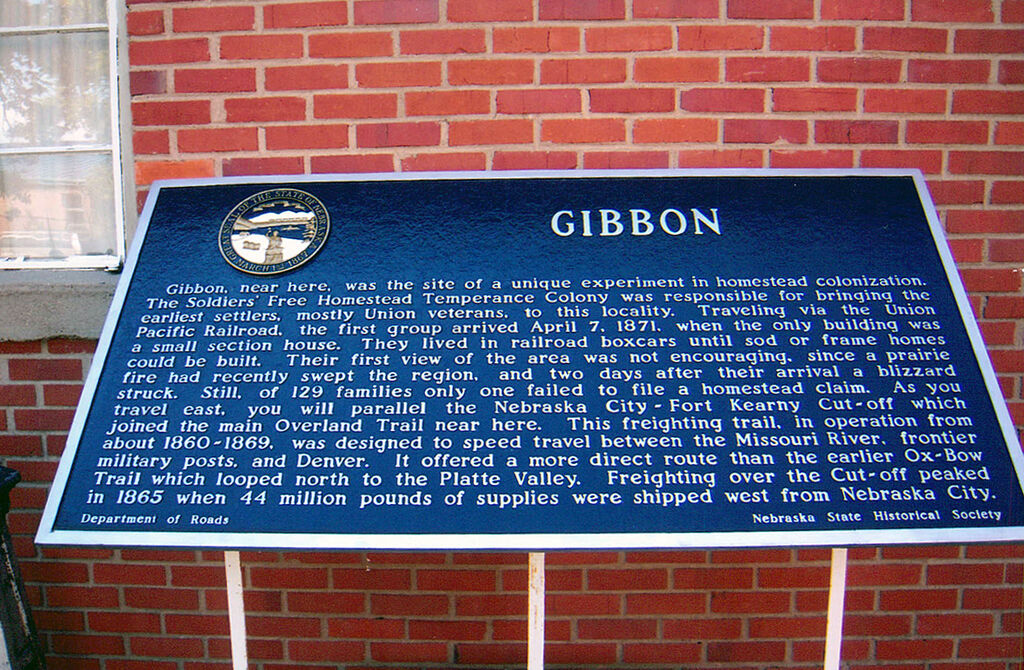 GREAT SEAL OF THE STATE OF NEBRASKA
MARCH 1ST 1867
GIBBON
Gibbon, near here, was the site of a unique experiment in homestead colonization.
The Soldiers' Free Homestead Temperance Colony was responsible for bringing the
earliest settlers, mostly Union veterans, to this locality. Traveling via the Union
Pacific Railroad, the first group arrived April 7, 1871, when the only building was
a small section house. They lived in railroad boxcars until sod or frame homes
could be built. Their first view of the area was not encouraging, since a prairie
fire had recently swept the region, and two days after their arrival a blizzard
struck. Still, of 129 families only one failed to file a homestead claim. As you
travel east, you will parallel the Nebraska City-Fort Kearny Cut-off which
joined the main Overland Trail near here. This freighting trail, in operation from
about 1860-1869, was designed to speed travel between the Missouri River, frontier
military posts, and Denver. It offered a more direct route than the earlier Ox-Bow
Trail which looped north to the Platte Valley. Freighting over the Cut-off peaked
in 1865 when 44 million pounds of supplies were shipped west from Nebraska City.
Department of Roads
Nebraska State Historical Society